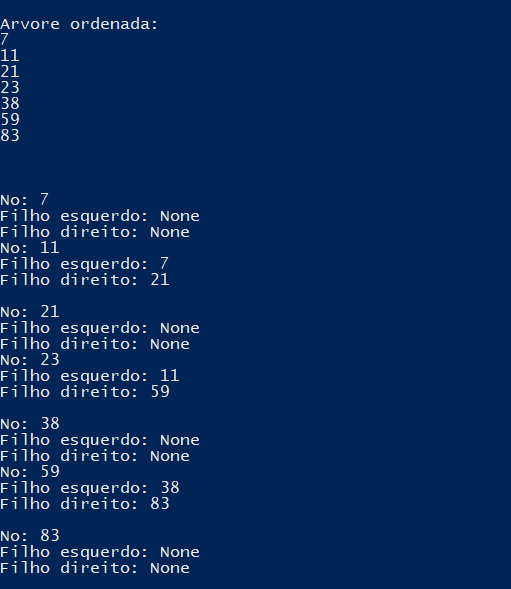 Arvore ordenada:
7
11
21
23
38
59
83
No: 7
Filho esquerdo: None
Filho direito: None
No: 11
Filho esquerdo: 7
Filho direito: 21
No: 21
Filho esquerdo: None
Filho direito: None
No: 23
Filho esquerdo: 11
Filho direito: 59
No: 38
Filho esquerdo: None
Filho direito: None
No: 59
Filho esquerdo: 38
Filho direito: 83
No: 83
Filho esquerdo: None
Filho direito: None